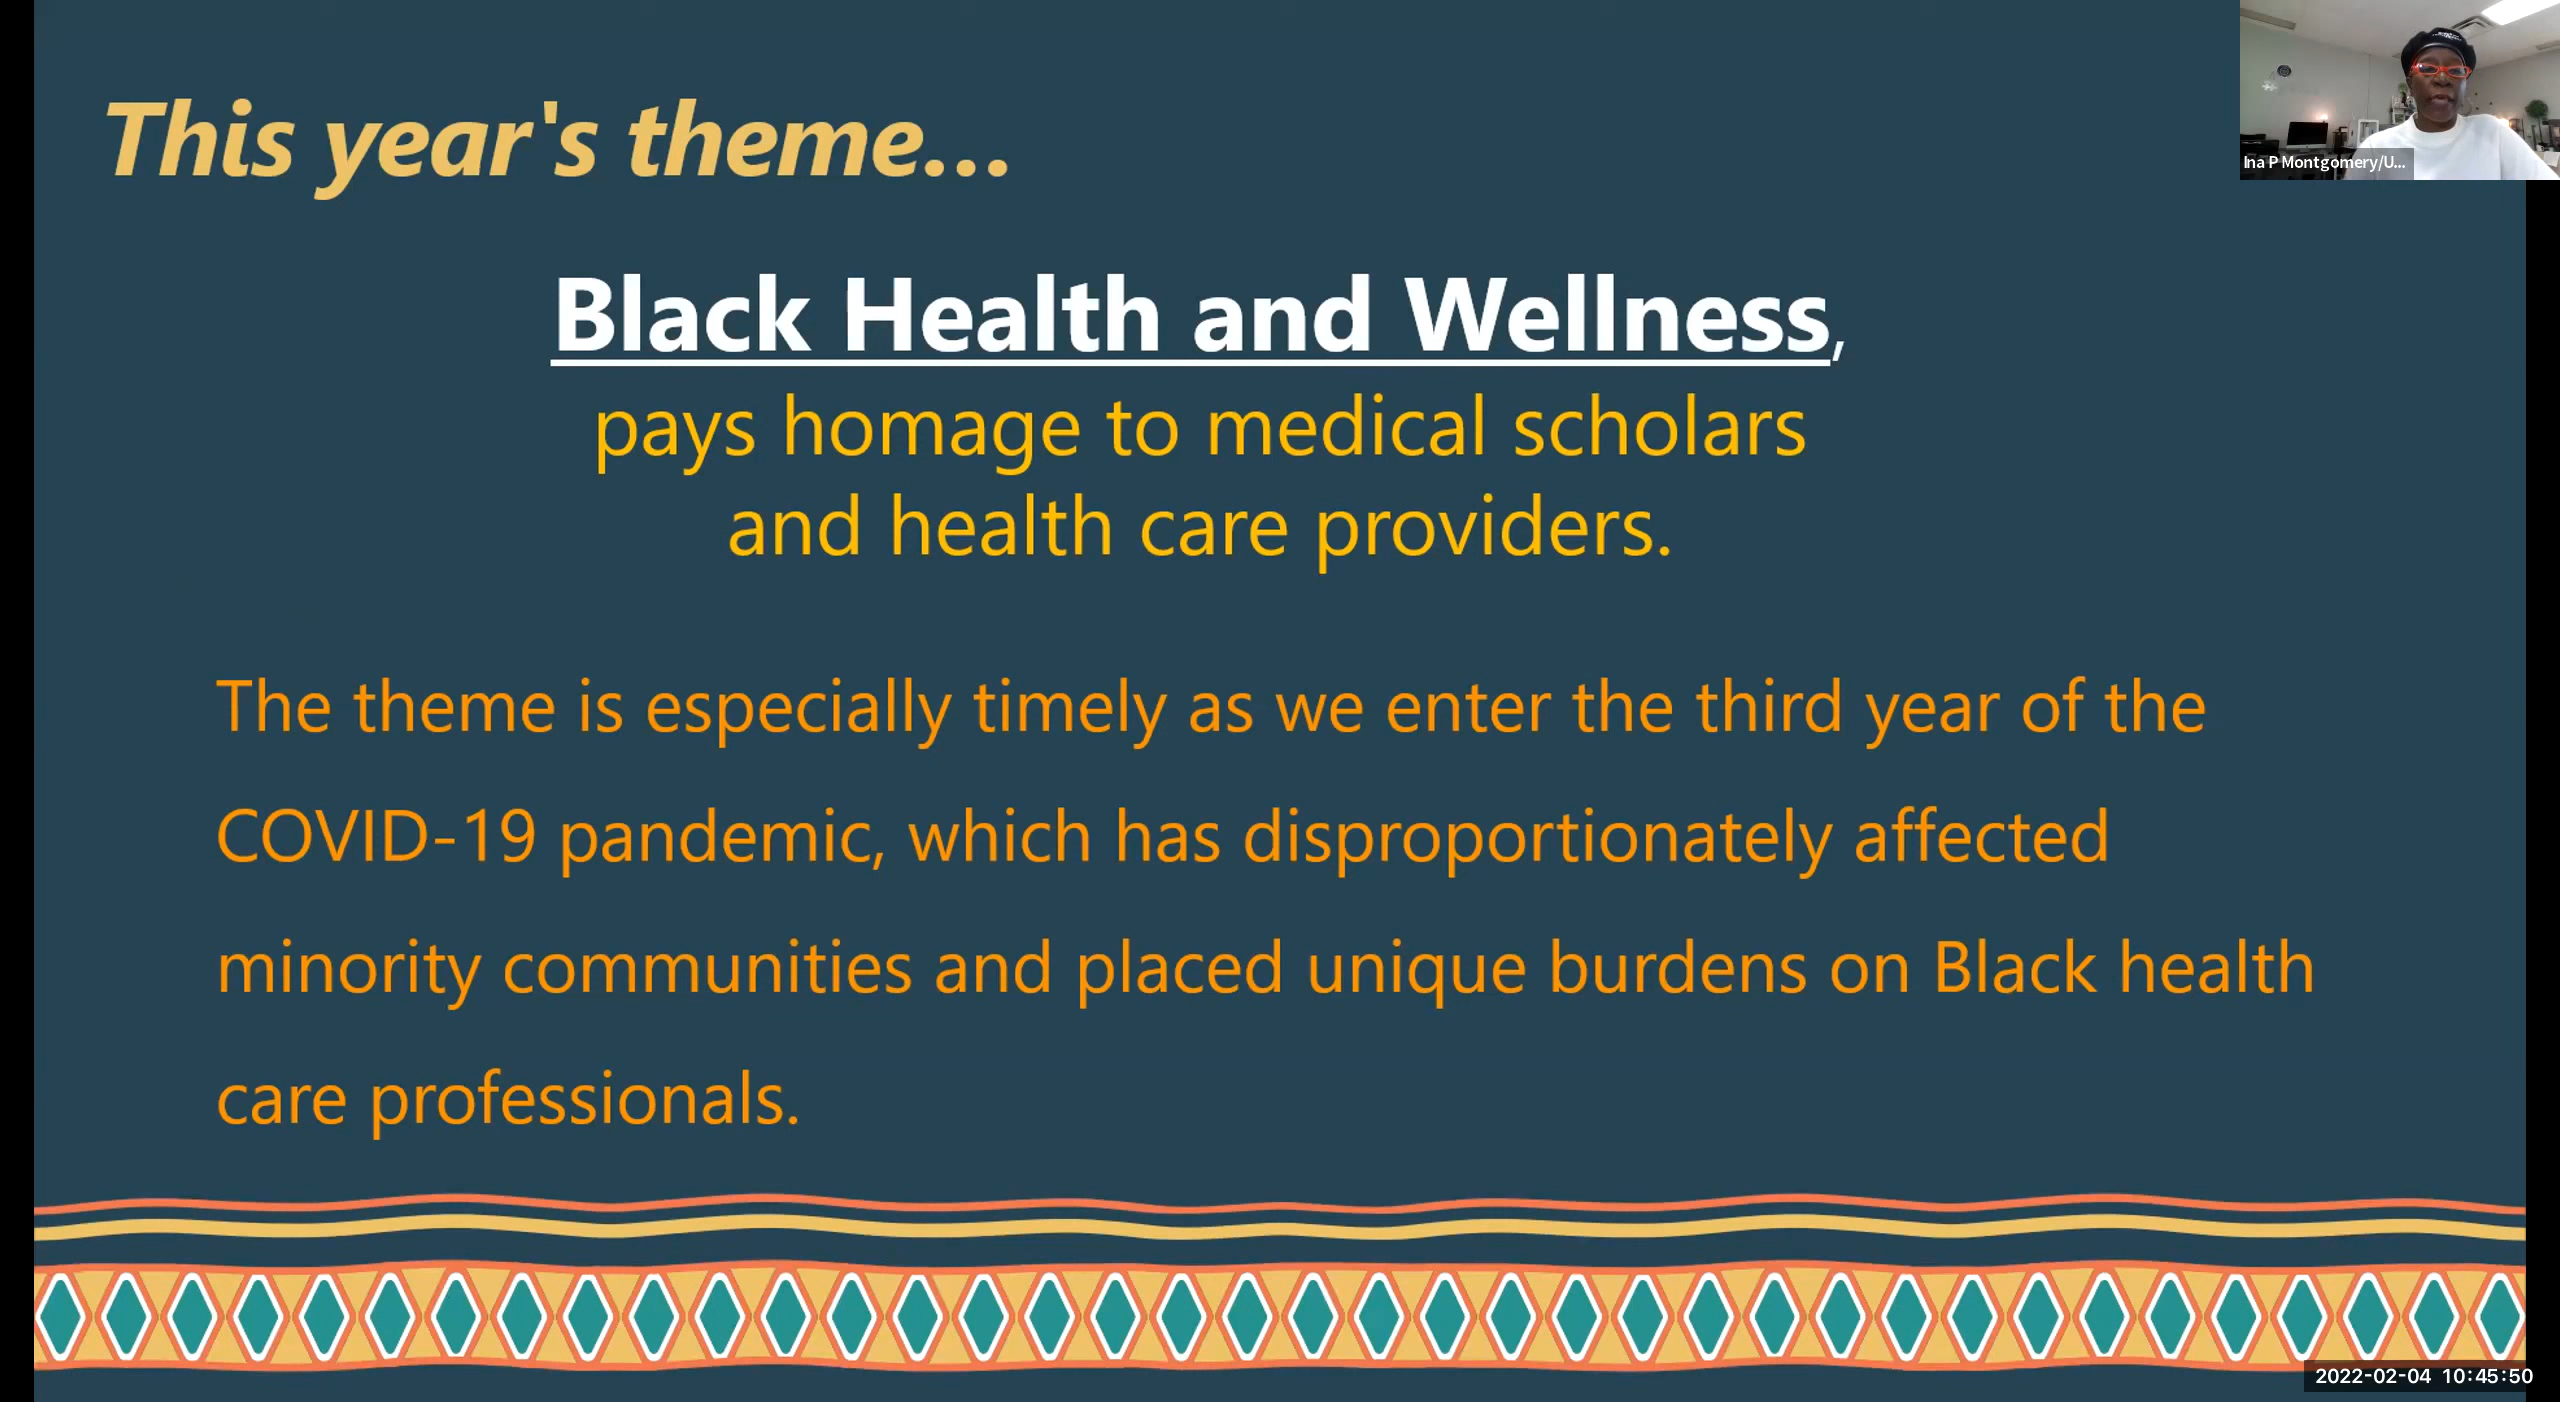 This year's theme...
Ina P Montgomery/U...
Black Health and Wellness,
pays homage to medical scholars
and health care providers.
The theme is especially timely as we enter the third year of the
COVID-19 pandemic, which has disproportionately affected
minority communities and placed unique burdens on Black health
care professionals.
2022-02-04 10:45:50